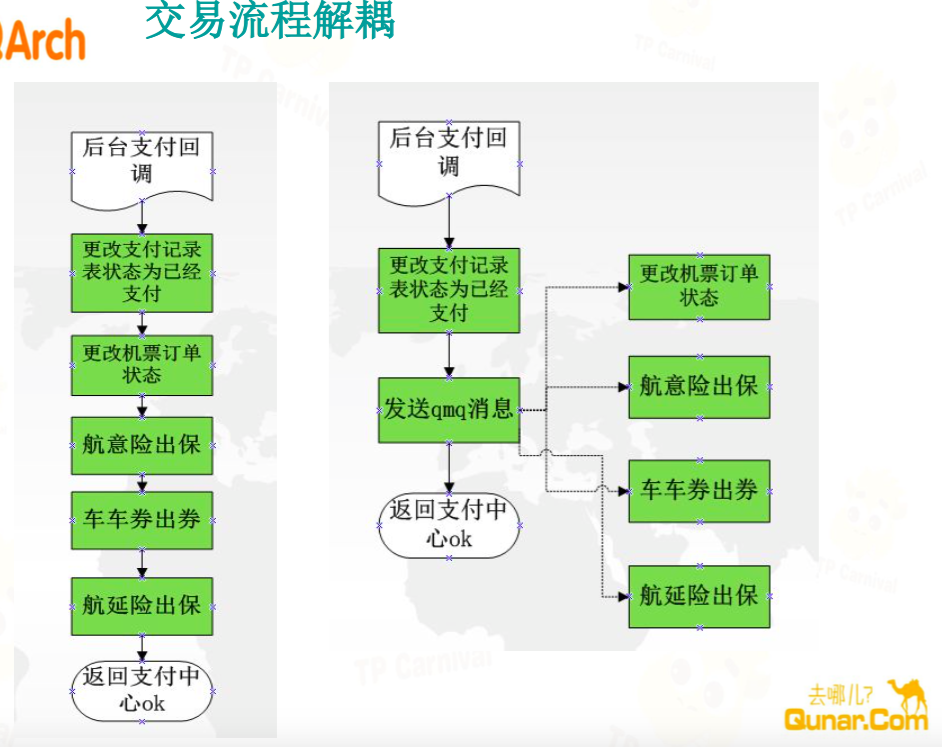 交易流程解耦
Arch
后台支付回
调
更改支付记录
表状态为已经
支付
更改机票订单
状态
航意险出保
车车券出券
航延险出保
返回支付中
心ok
后台支付回
调
更改支付记录
表状态为已经
支付
发送qmq消息
返回支付中
心ok
更改机票订单
状态
航意险出保
车车券出券
航延险出保
TP Carnival
TP Carnival
TP Carnival
TP Carnival
去哪儿?
Qunar.Com